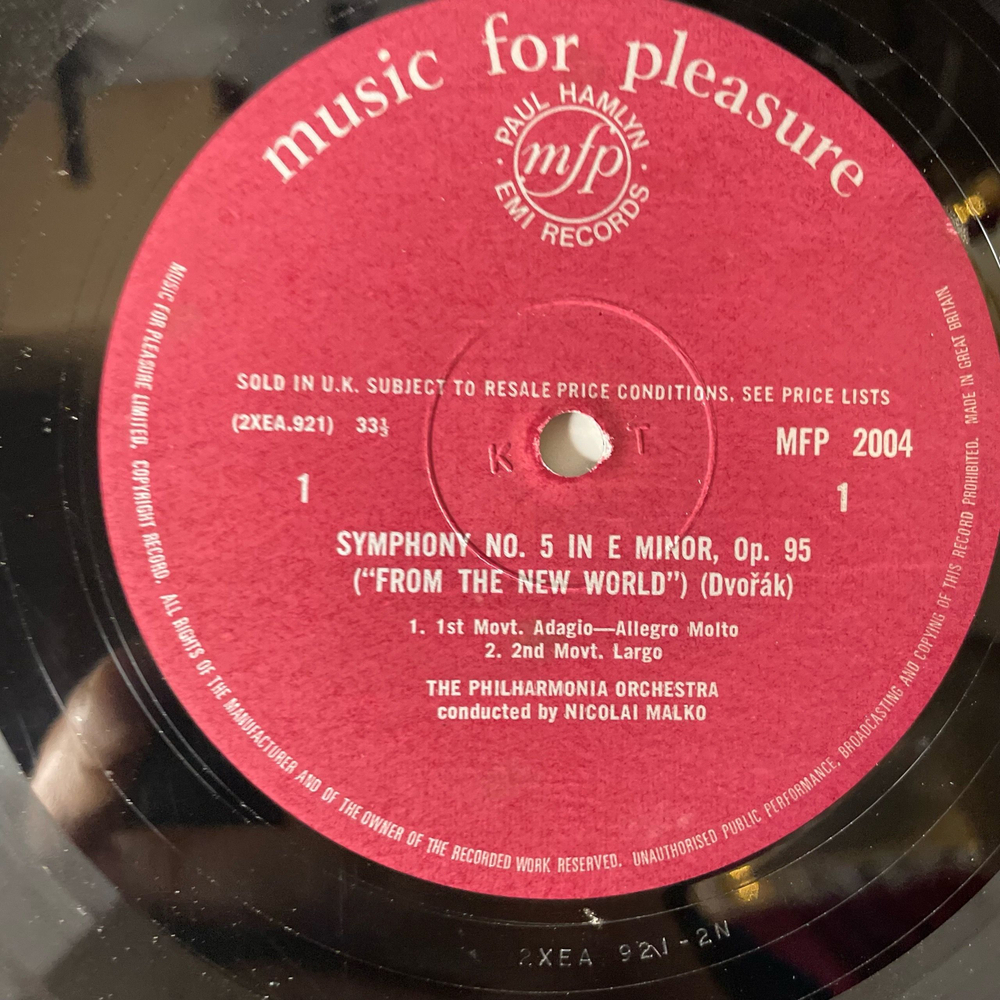 music for pleasure
· PAUL HAMLYN ·
mfp
EMI RECORDS
SOLD IN U.K. SUBJECT TO RESALE PRICE CONDITIONS, SEE PRICE LISTS
(2XEA.921) 33⅓
MFP 2004
K T
1 1
SYMPHONY NO. 5 IN E MINOR, Op. 95
(“FROM THE NEW WORLD”) (Dvořák)
1. 1st Movt. Adagio—Allegro Molto
2. 2nd Movt. Largo
THE PHILHARMONIA ORCHESTRA
conducted by NICOLAI MALKO
MUSIC FOR PLEASURE LIMITED. COPYRIGHT RECORD. ALL RIGHTS OF THE MANUFACTURER AND OF THE OWNER OF THE RECORDED WORK RESERVED. UNAUTHORISED PUBLIC PERFORMANCE, BROADCASTING AND COPYING OF THIS RECORD PROHIBITED. MADE IN GREAT BRITAIN
2XEA 921-2N